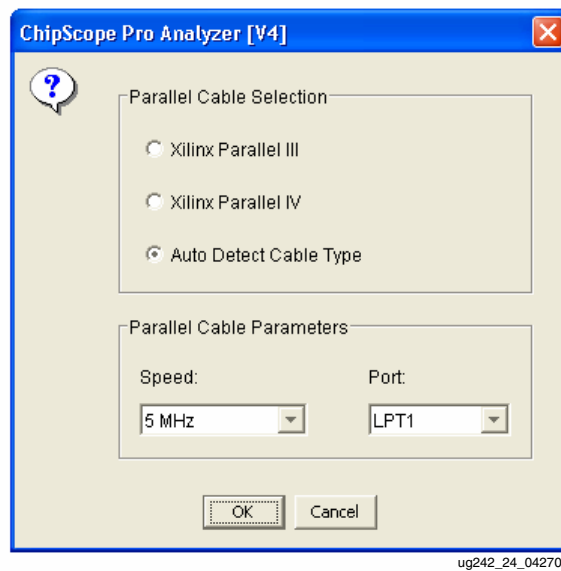 ChipScope Pro Analyzer [V4]
?
Parallel Cable Selection
Xilinx Parallel III
Xilinx Parallel IV
Auto Detect Cable Type
Parallel Cable Parameters
Speed: Port:
5 MHz LPT1
OK Cancel
ug242_24_04270